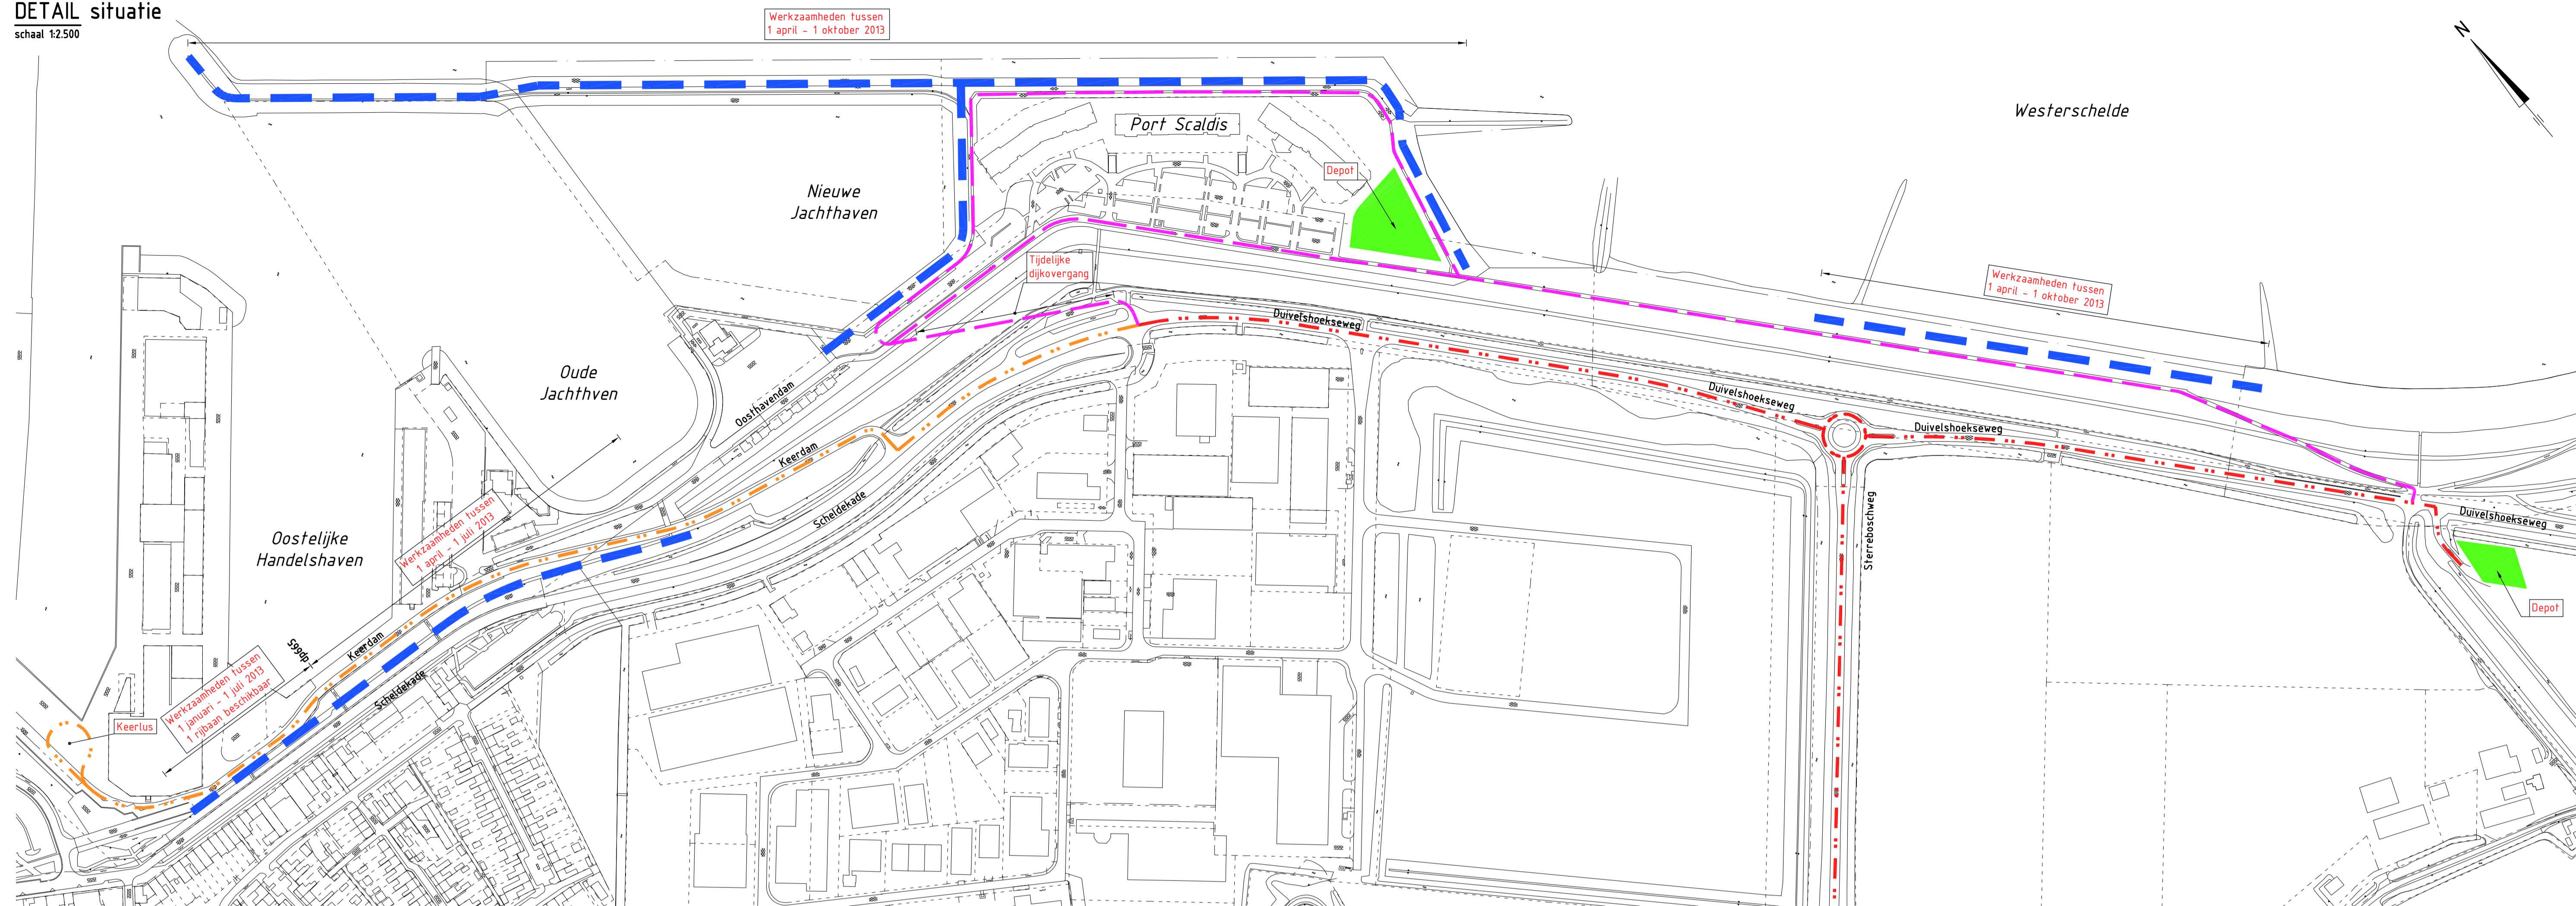 DETAIL situatie
schaal 1:2.500
Werkzaamheden tussen
1 april - 1 oktober 2013
N
Westerschelde
Port Scaldis
Depot
Nieuwe
Jachthaven
Tijdelijke
dijkovergang
Werkzaamheden tussen
1 april - 1 oktober 2013
Duivelshoekseweg
Duivelshoekseweg
Duivelshoekseweg
Duivelshoekseweg
Sterreboschweg
Depot
Oude
Jachthven
Oosthavendam
Keerdam
Scheldekade
Oostelijke
Handelshaven
Werkzaamheden tussen
1 april - 1 juli 2013
dp665
Keerdam
Scheldekade
Werkzaamheden tussen
1 januari - 1 juli 2013
1 rijbaan beschikbaar
Keerlus